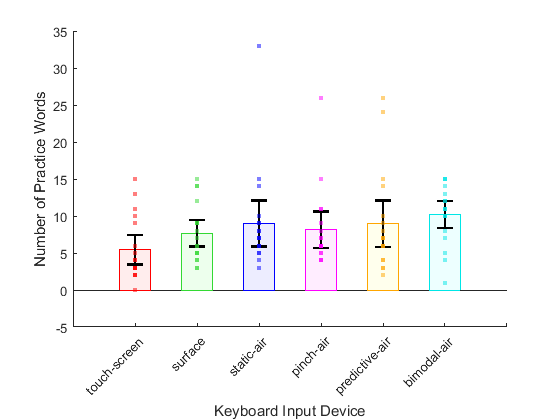 35
30
25
20
15
10
5
0
-5
Number of Practice Words
touch-screen
surface
static-air
pinch-air
predictive-air
bimodal-air
Keyboard Input Device